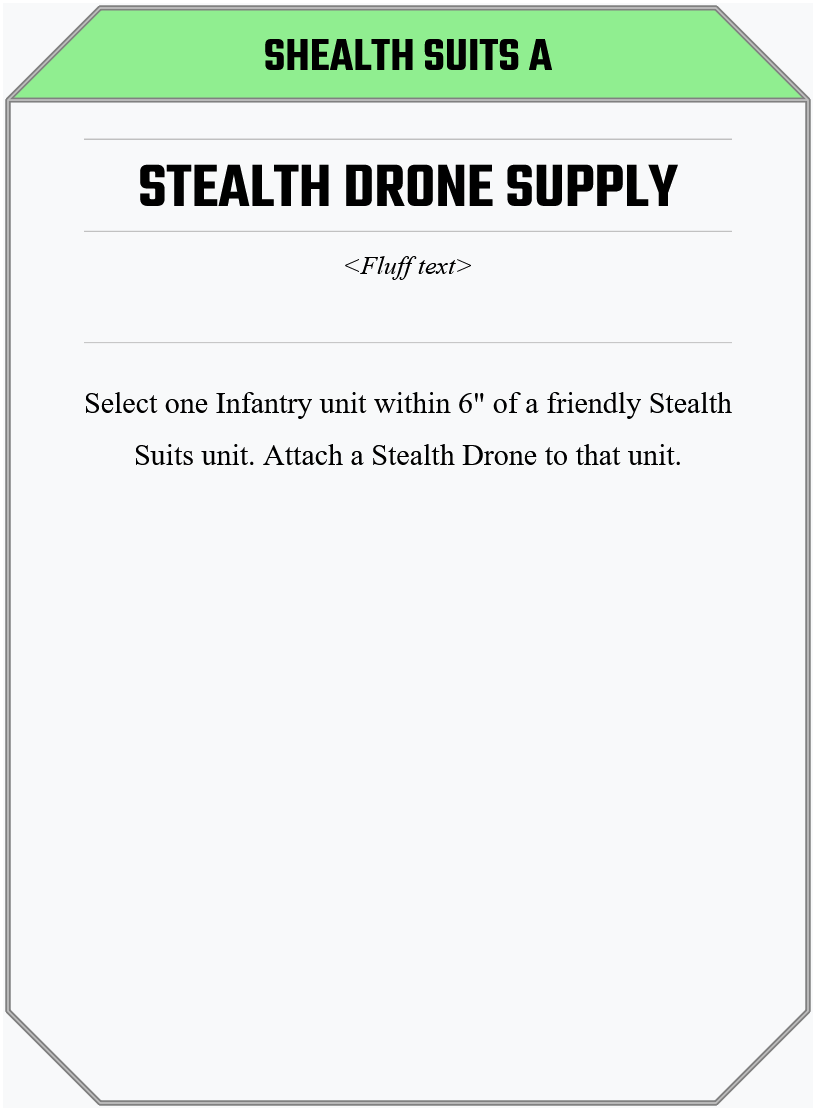 SHEALTH SUITS A
STEALTH DRONE SUPPLY
<Fluff text>
Select one Infantry unit within 6" of a friendly Stealth
Suits unit. Attach a Stealth Drone to that unit.